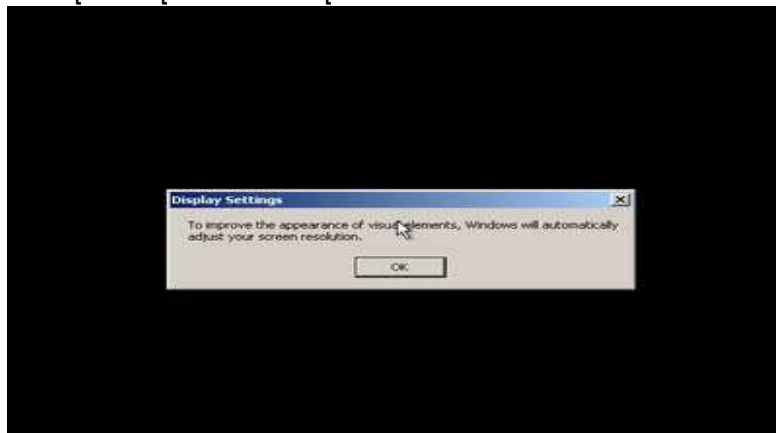 Display Settings
To improve the appearance of visual elements, Windows will automatically
adjust your screen resolution.
OK